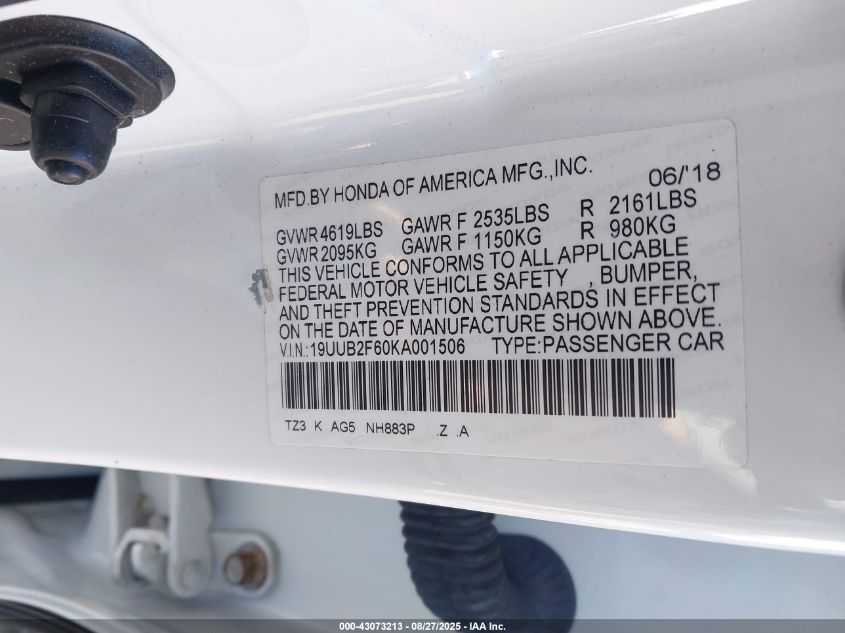 MFD.BY HONDA OF AMERICA MFG.,INC. 06/'18
GVWR 4619LBS GAWR F 2535LBS R 2161LBS
GVWR 2095KG GAWR F 1150KG R 980KG
THIS VEHICLE CONFORMS TO ALL APPLICABLE
FEDERAL MOTOR VEHICLE SAFETY , BUMPER,
AND THEFT PREVENTION STANDARDS IN EFFECT
ON THE DATE OF MANUFACTURE SHOWN ABOVE.
V.I.N.:19UUB2F60KA001506 TYPE:PASSENGER CAR
TZ3 K AG5 NH883P .Z .A
000-43073213 - 08/27/2025 - IAA Inc.